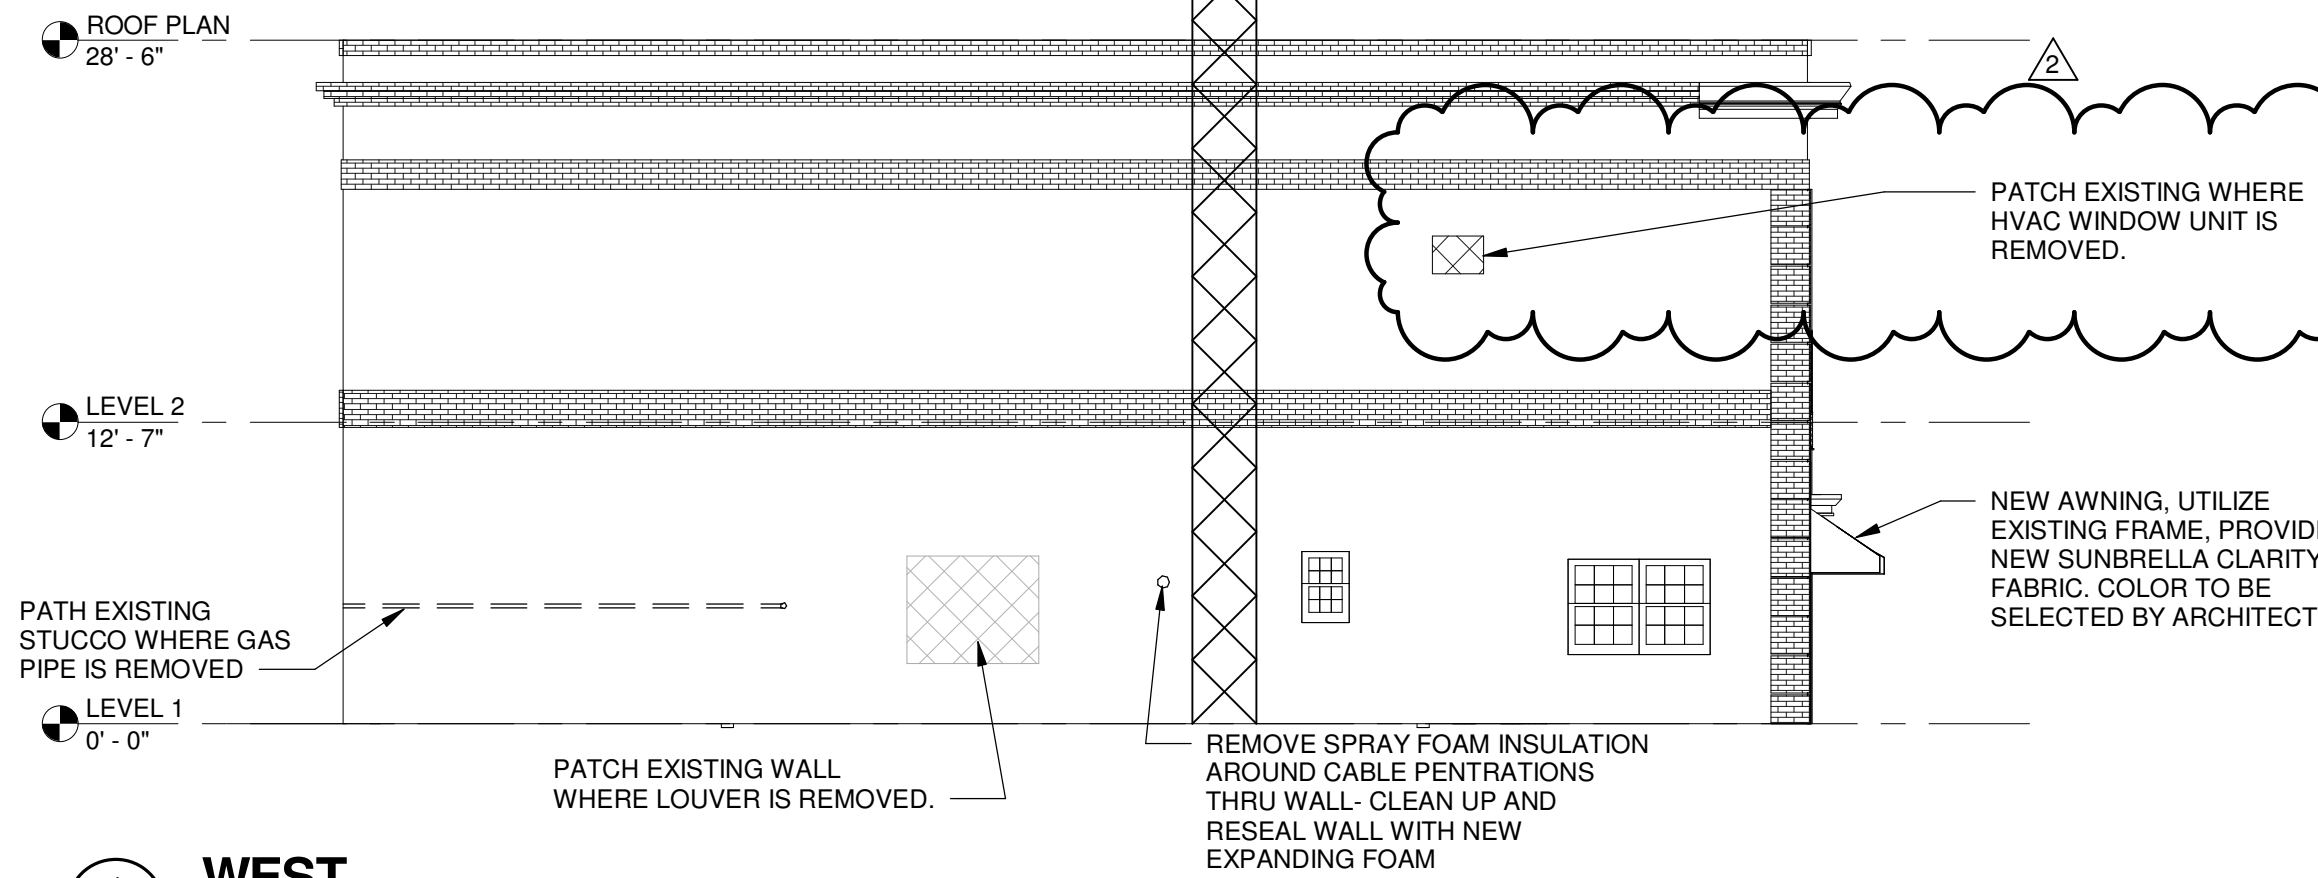 ROOF PLAN
28' - 6"
2
PATCH EXISTING WHERE
HVAC WINDOW UNIT IS
REMOVED.
LEVEL 2
12' - 7"
NEW AWNING, UTILIZE
EXISTING FRAME, PROVIDE
NEW SUNBRELLA CLARITY
FABRIC. COLOR TO BE
SELECTED BY ARCHITECT
PATH EXISTING
STUCCO WHERE GAS
PIPE IS REMOVED
LEVEL 1
0' - 0"
PATCH EXISTING WALL
WHERE LOUVER IS REMOVED.
REMOVE SPRAY FOAM INSULATION
AROUND CABLE PENTRATIONS
THRU WALL- CLEAN UP AND
RESEAL WALL WITH NEW
EXPANDING FOAM
WEST